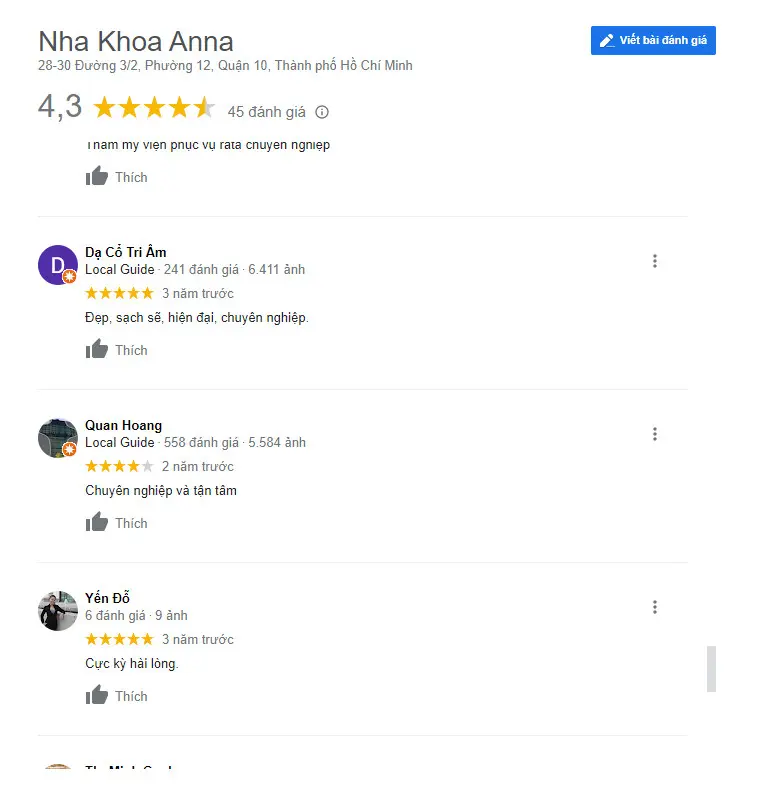 Nha Khoa Anna
Viết bài đánh giá
28-30 Đường 3/2, Phường 12, Quận 10, Thành phố Hồ Chí Minh
4,3
45 đánh giá
Thẩm mỹ viện phục vụ rata chuyên nghiệp
Thích
D
Dạ Cổ Tri Âm
Local Guide · 241 đánh giá · 6.411 ảnh
3 năm trước
Đẹp, sạch sẽ, hiện đại, chuyên nghiệp.
Thích
Quan Hoang
Local Guide · 558 đánh giá · 5.584 ảnh
2 năm trước
Chuyên nghiệp và tận tâm
Thích
Yến Đỗ
6 đánh giá · 9 ảnh
3 năm trước
Cực kỳ hài lòng.
Thích